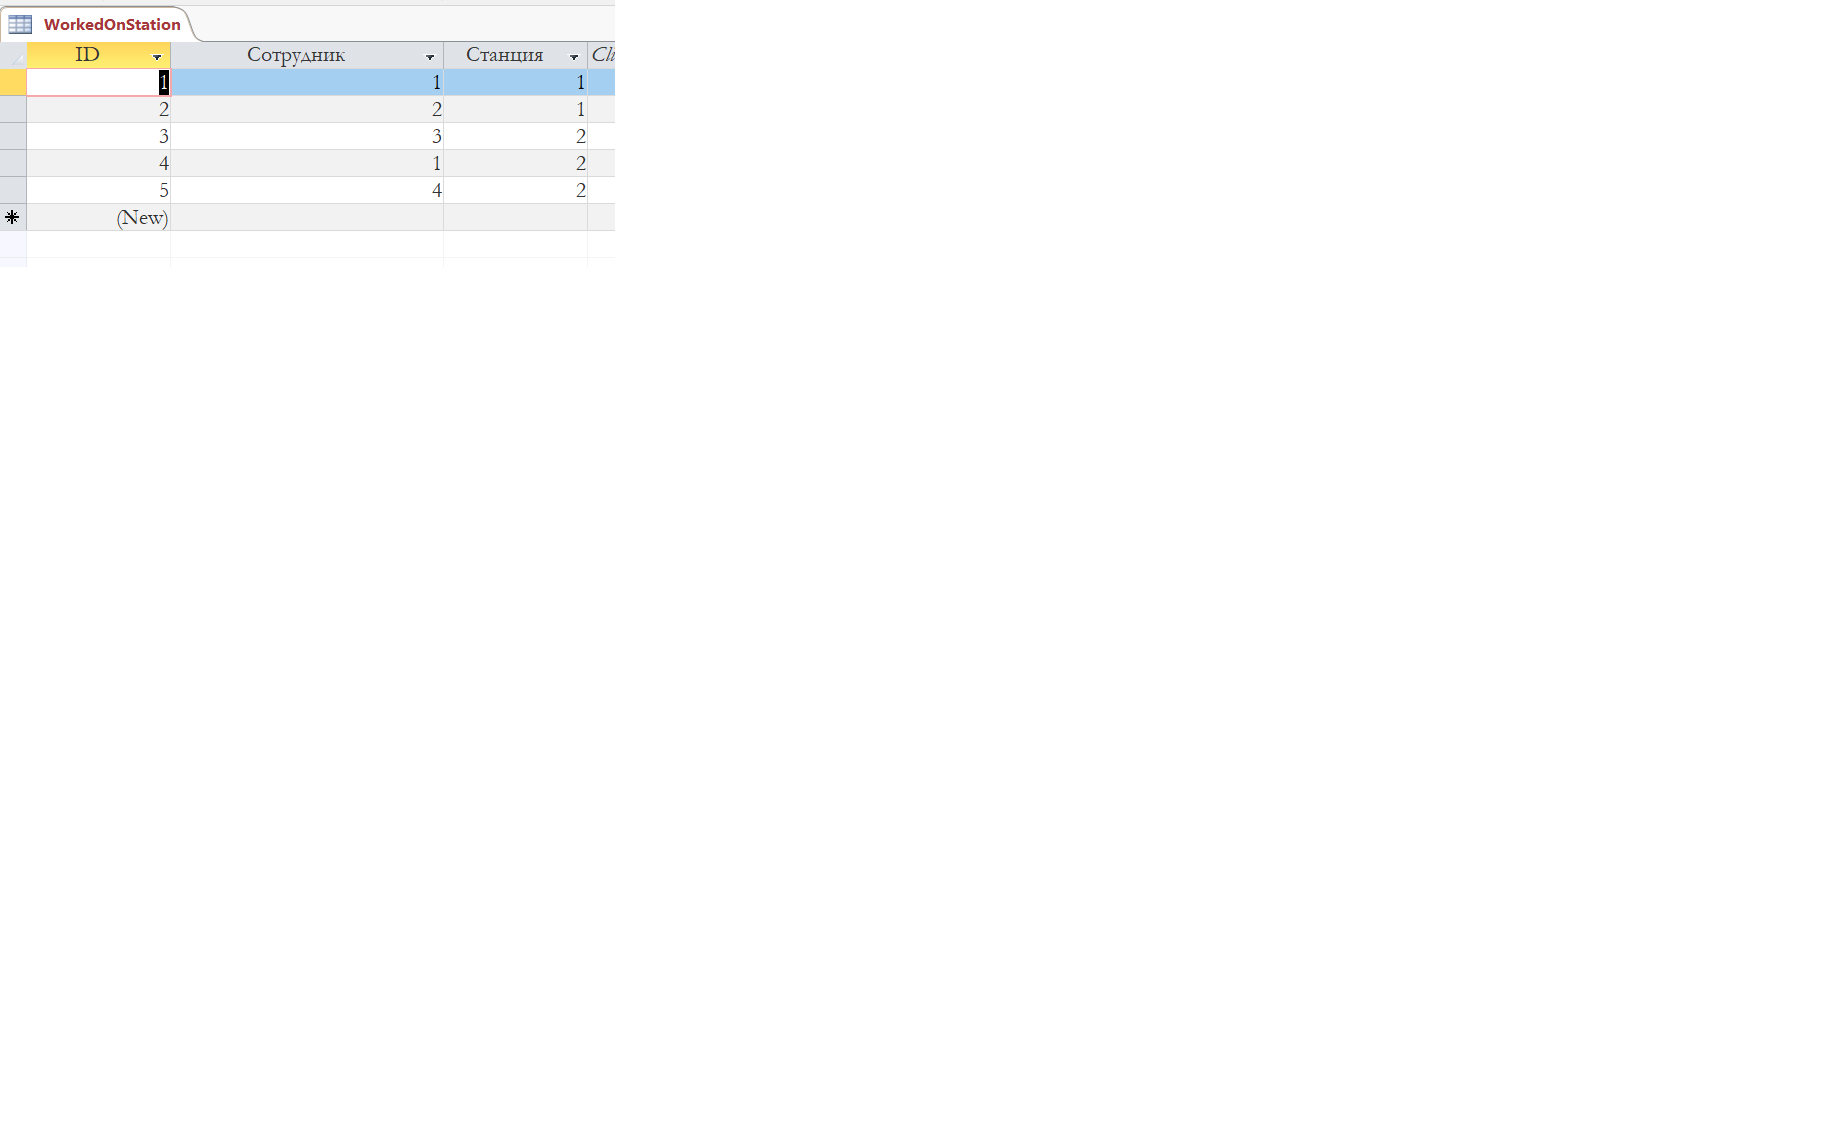 WorkedOnStation
ID Сотрудник Станция
1 1 1
2 2 1
3 3 2
4 1 2
5 4 2
(New)